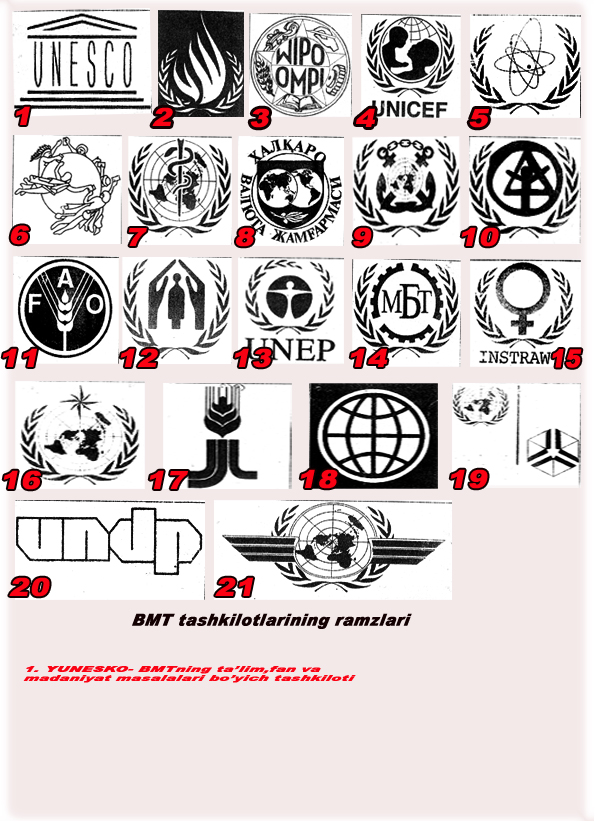 UNESCO
1
2
WIPO
OMPI
3
UNICEF
4
5
6
7
ХАЛҚАРО
ВАЛЮТА ЖАМҒАРМАСИ
8
9
10
F A O
11
12
UNEP
13
МБТ
14
INSTRAW
15
16
17
18
19
undp
20
21
BMT tashkilotlarining ramzlari
1. YUNESKO- BMTning ta'lim,fan va
madaniyat masalalari bo'yich tashkiloti